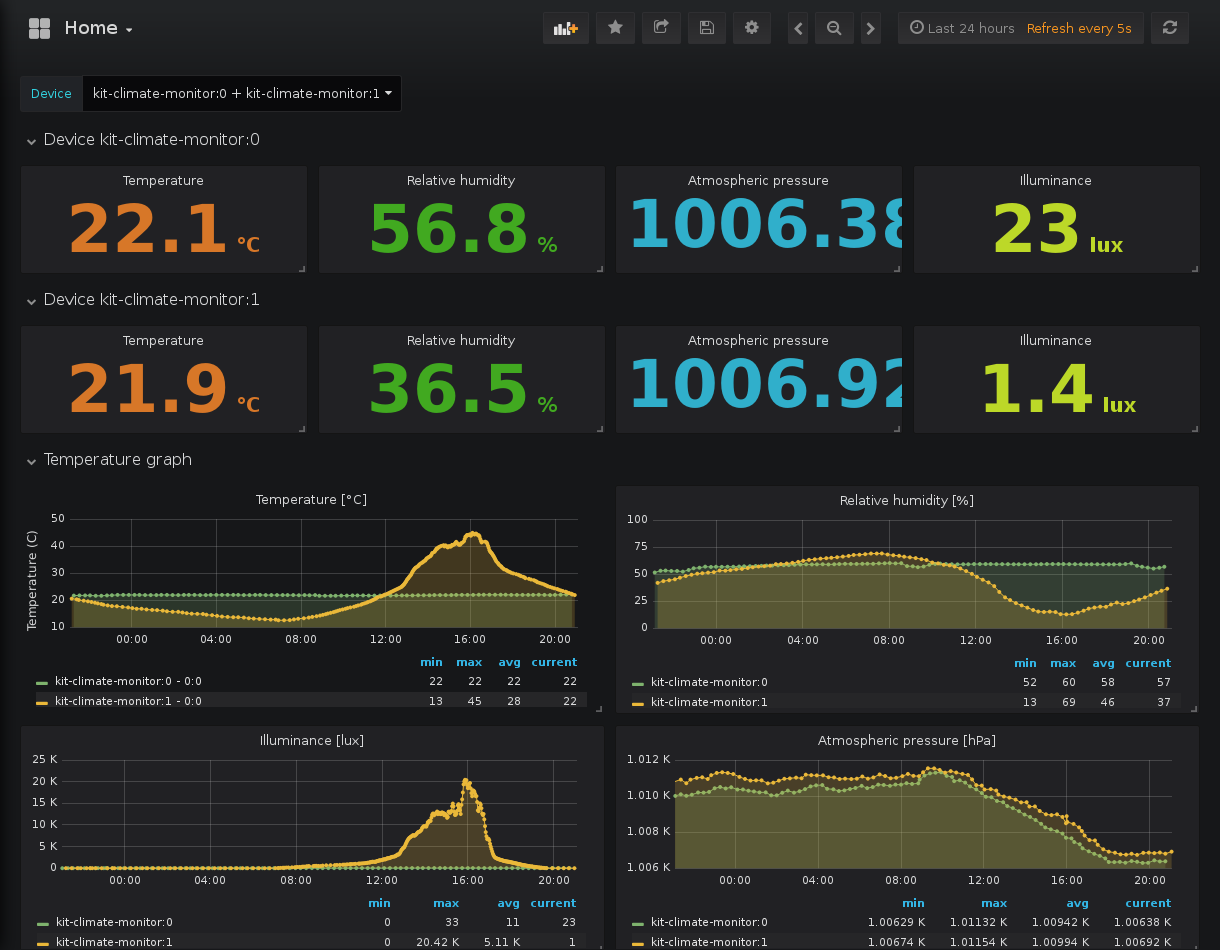 Home
Last 24 hours Refresh every 5s
Device kit-climate-monitor:0 + kit-climate-monitor:1
Device kit-climate-monitor:0
Temperature Relative humidity Atmospheric pressure Illuminance
22.1 °C 56.8 % 1006.38 23 lux
Device kit-climate-monitor:1
Temperature Relative humidity Atmospheric pressure Illuminance
21.9 °C 36.5 % 1006.92 1.4 lux
Temperature graph
Temperature [°C]
Temperature (C)
50
40
30
20
10
00:00 04:00 08:00 12:00 16:00 20:00
min max avg current
kit-climate-monitor:0 - 0:0 22 22 22 22
kit-climate-monitor:1 - 0:0 13 45 28 22
Relative humidity [%]
100
75
50
25
0
00:00 04:00 08:00 12:00 16:00 20:00
min max avg current
kit-climate-monitor:0 52 60 58 57
kit-climate-monitor:1 13 69 46 37
Illuminance [lux]
25 K
20 K
15 K
10 K
5 K
0
00:00 04:00 08:00 12:00 16:00 20:00
min max avg current
kit-climate-monitor:0 0 33 11 23
kit-climate-monitor:1 0 20.42 K 5.11 K 1
Atmospheric pressure [hPa]
1.012 K
1.010 K
1.008 K
1.006 K
00:00 04:00 08:00 12:00 16:00 20:00
min max avg current
kit-climate-monitor:0 1.00629 K 1.01132 K 1.00942 K 1.00638 K
kit-climate-monitor:1 1.00674 K 1.01154 K 1.00994 K 1.00692 K